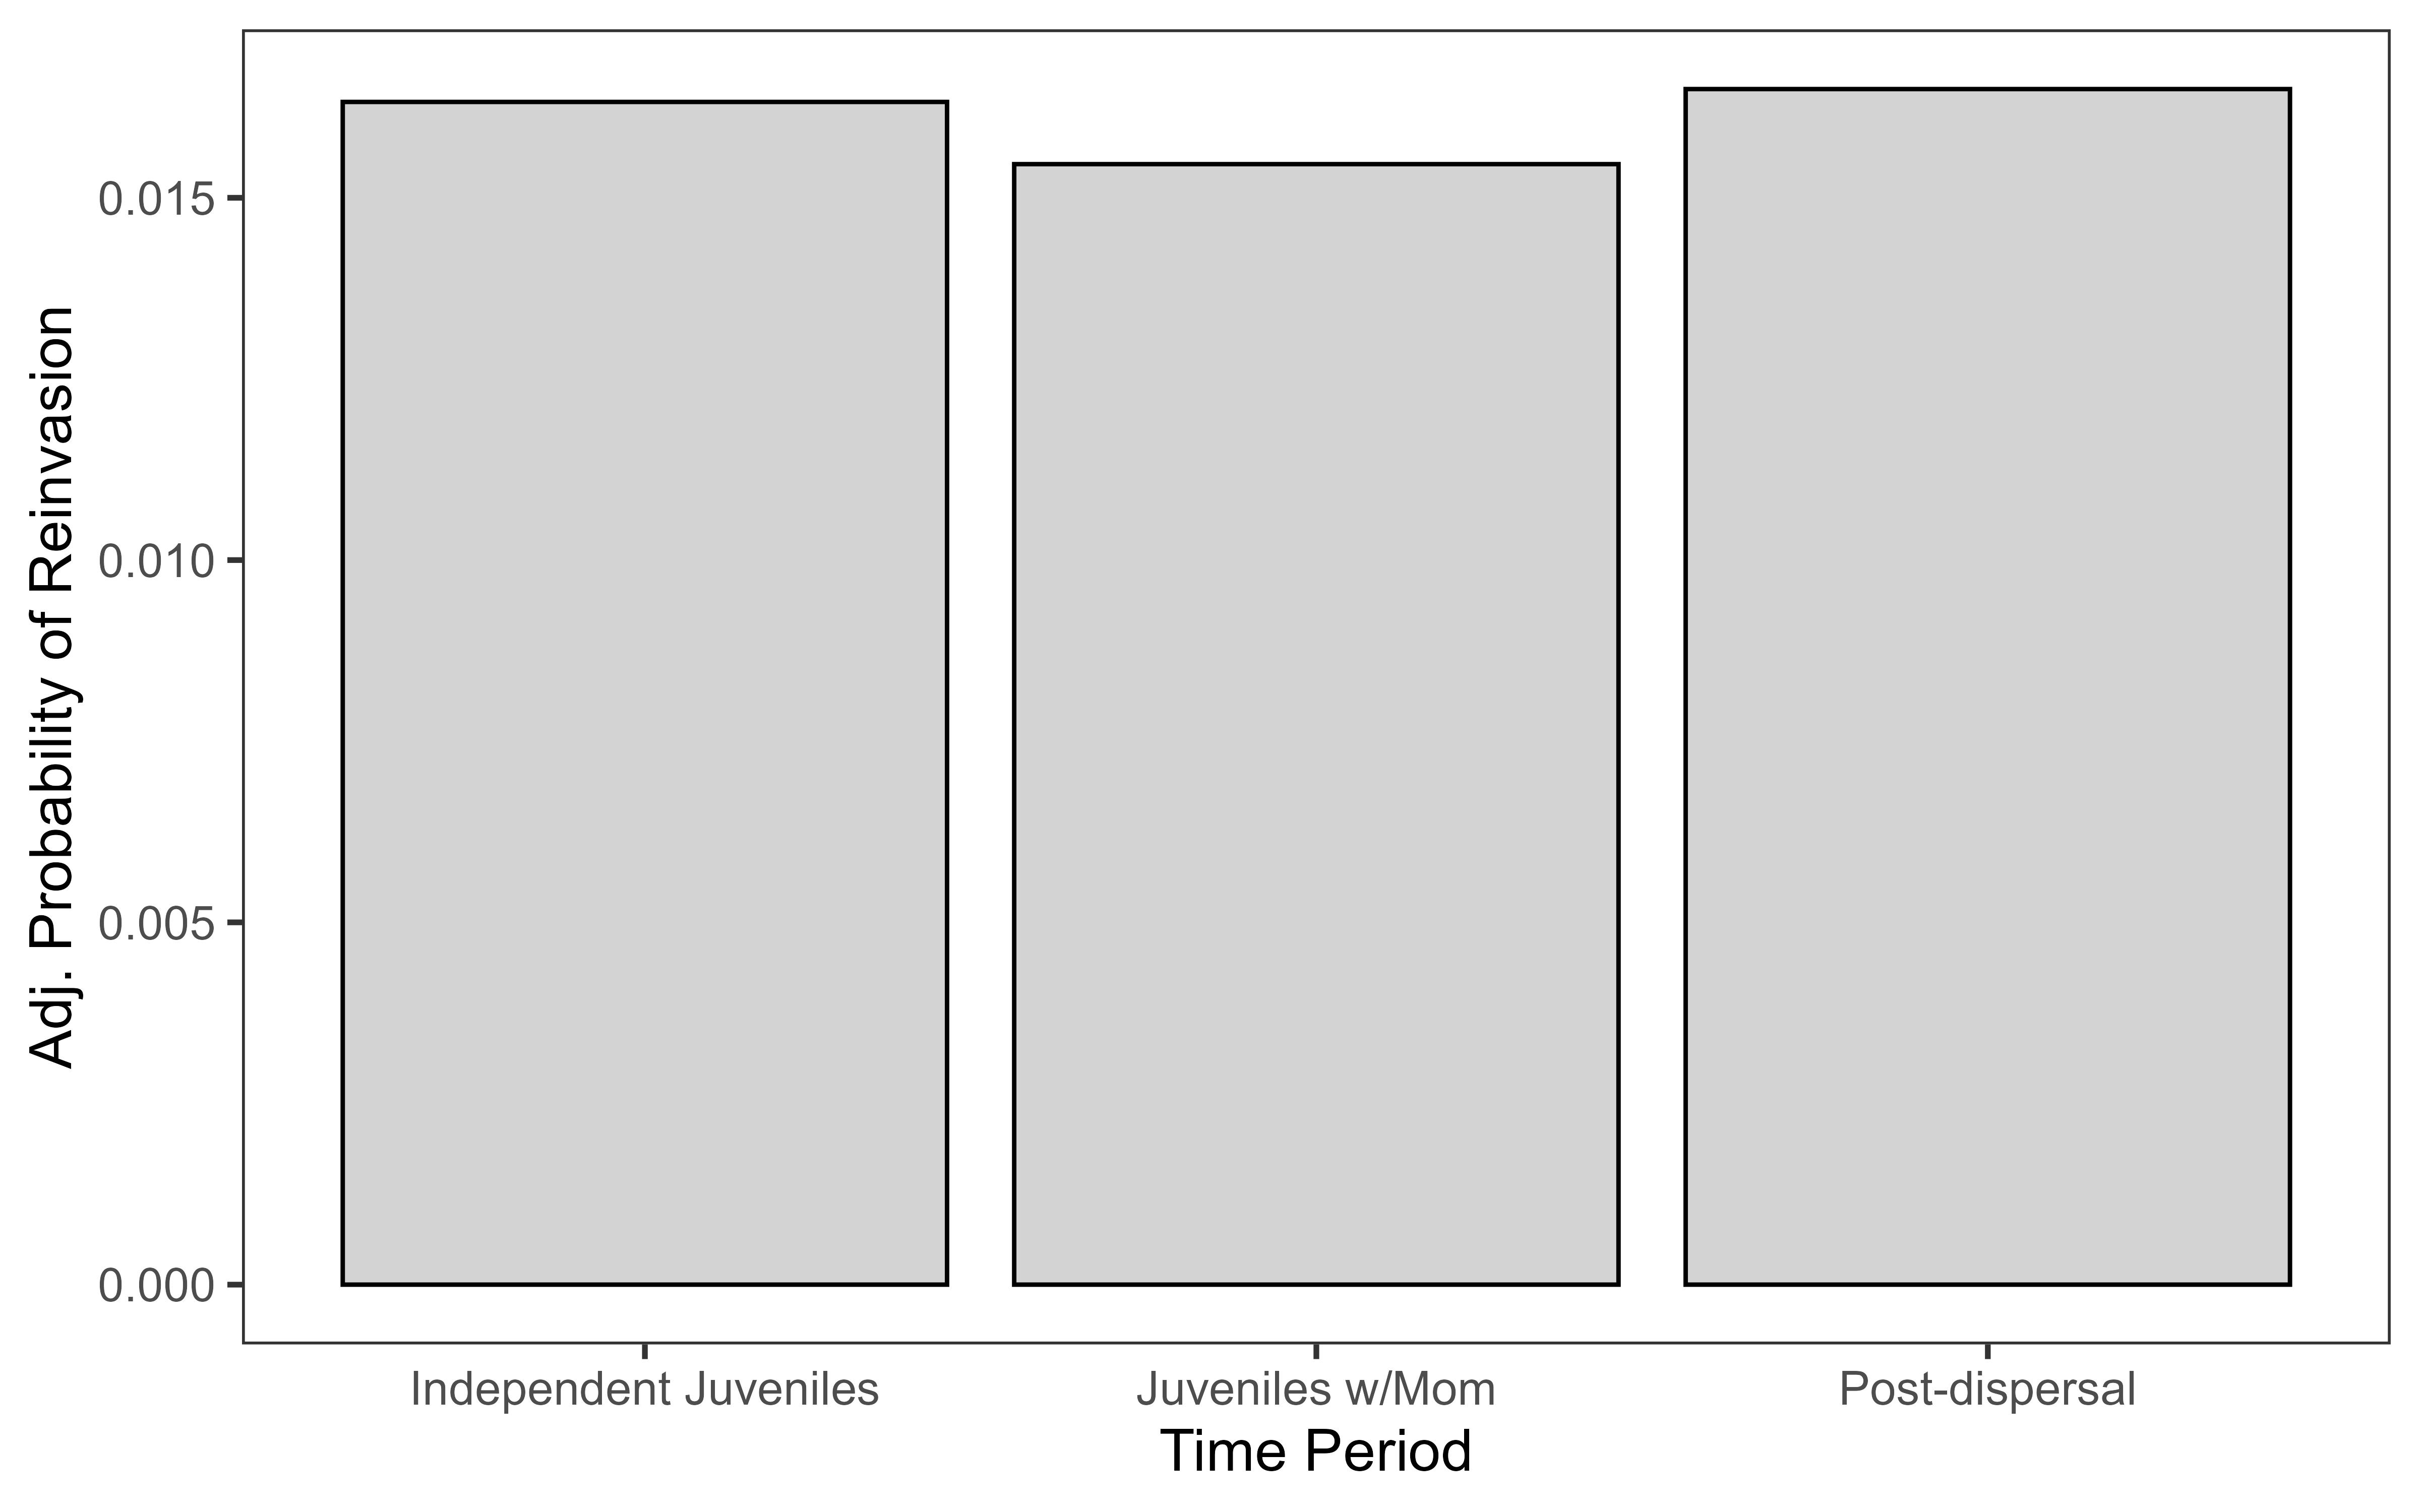 Adj. Probability of Reinvasion
0.015
0.010
0.005
0.000
Independent Juveniles
Juveniles w/Mom
Post-dispersal
Time Period